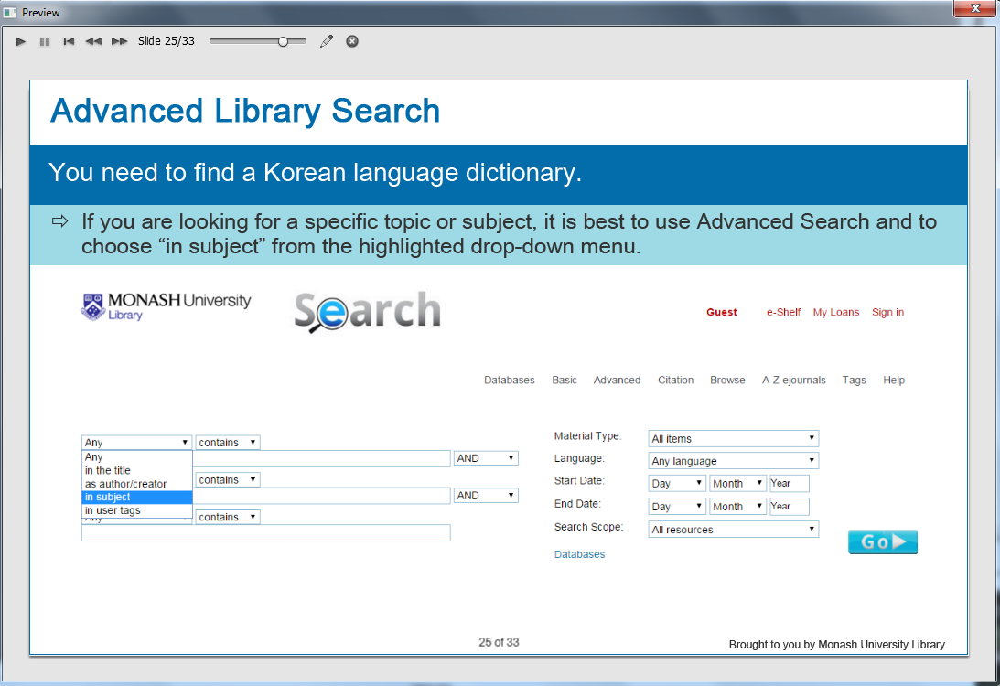 Preview
Slide 25/33
Advanced Library Search
You need to find a Korean language dictionary.
⇨ If you are looking for a specific topic or subject, it is best to use Advanced Search and to
choose “in subject” from the highlighted drop-down menu.
MONASH University
Library
Search
Guest e-Shelf My Loans Sign in
Databases Basic Advanced Citation Browse A-Z ejournals Tags Help
Any contains
Any
in the title
as author/creator
in subject
in user tags
AND
contains
AND
Any contains
Material Type: All items
Language: Any language
Start Date: Day Month Year
End Date: Day Month Year
Search Scope: All resources
Databases
Go
25 of 33
Brought to you by Monash University Library